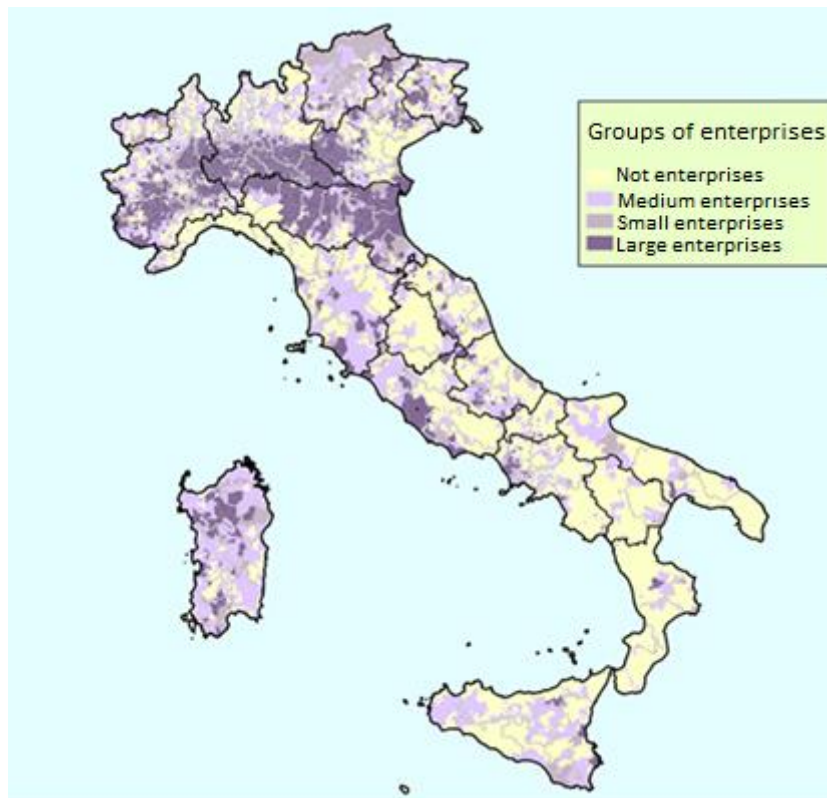 Groups of enterprises
Not enterprises
Medium enterprises
Small enterprises
Large enterprises